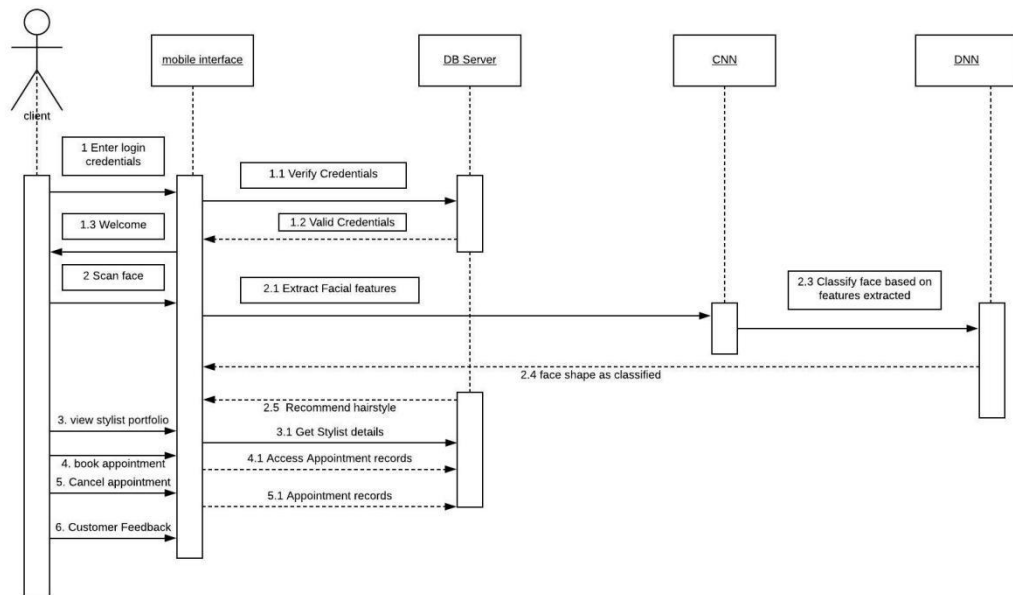 mobile interface
DB Server
CNN
DNN
client
1 Enter login
credentials
1.1 Verify Credentials
1.2 Valid Credentials
1.3 Welcome
2 Scan face
2.1 Extract Facial features
2.3 Classify face based on
features extracted
2.4 face shape as classified
2.5 Recommend hairstyle
3. view stylist portfolio
3.1 Get Stylist details
4. book appointment
4.1 Access Appointment records
5. Cancel appointment
5.1 Appointment records
6. Customer Feedback